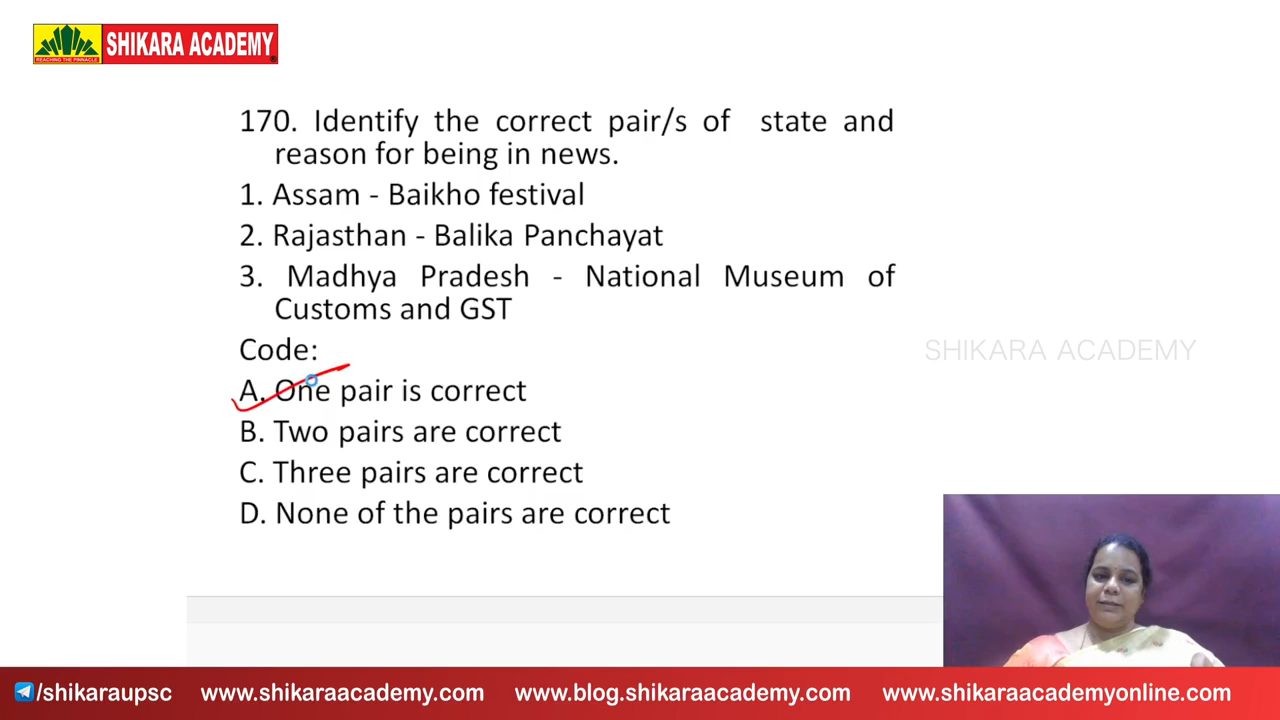 SHIKARA ACADEMY
REACHING THE PINNACLE
170. Identify the correct pair/s of state and
reason for being in news.
1. Assam - Baikho festival
2. Rajasthan - Balika Panchayat
3. Madhya Pradesh - National Museum of
Customs and GST
Code:
SHIKARA ACADEMY
A. One pair is correct
B. Two pairs are correct
C. Three pairs are correct
D. None of the pairs are correct
/shikaraupsc www.shikaraacademy.com www.blog.shikaraacademy.com www.shikaraacademyonline.com